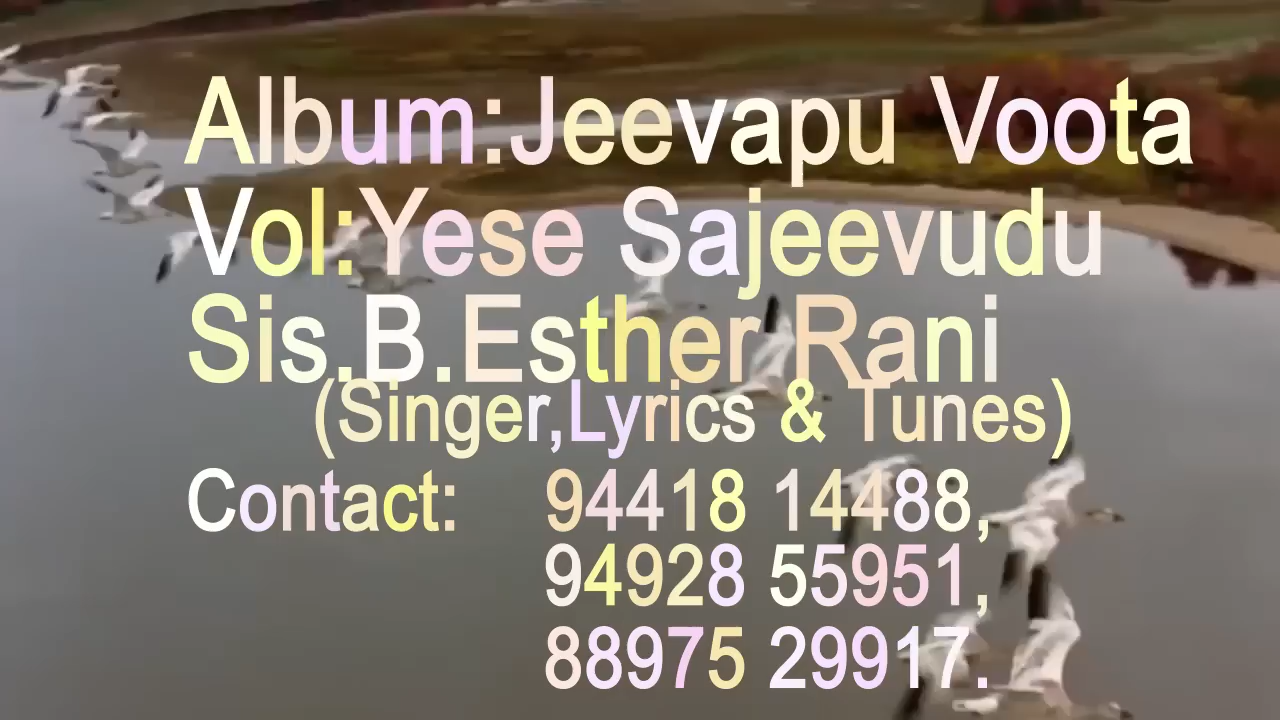 Album:Jeevapu Voota
Vol:Yese Sajeevudu
Sis.B.Esther Rani
(Singer,Lyrics & Tunes)
Contact: 94418 14488,
94928 55951,
88975 29917.